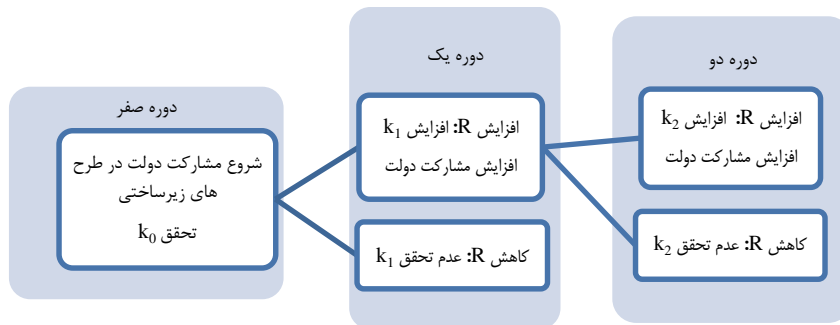 دوره صفر
شروع مشارکت دولت در طرح
های زیرساختی
تحقق k₀
دوره یک
افزایش R: افزایش k₁
افزایش مشارکت دولت
کاهش R: عدم تحقق k₁
دوره دو
افزایش R: افزایش k₂
افزایش مشارکت دولت
کاهش R: عدم تحقق k₂